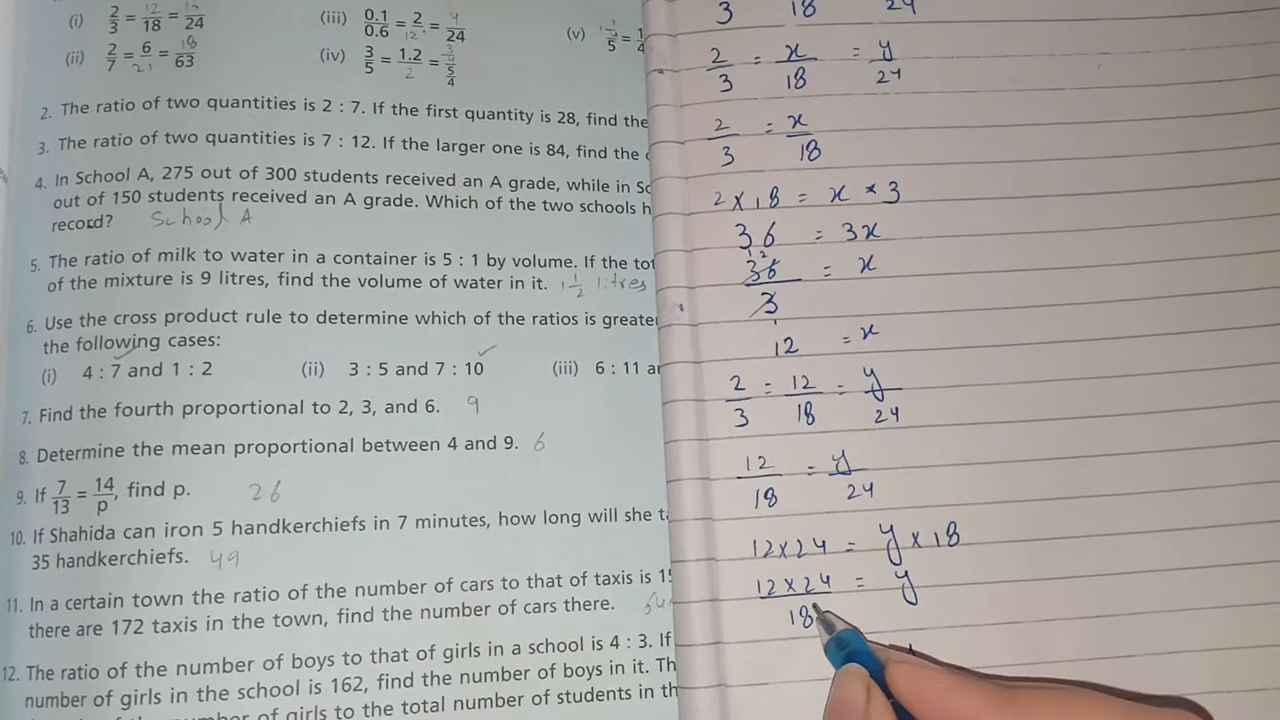 (i) 2/3 = 12/18 = /24
(iii) 0.1/0.6 = 2/12 = 4/24
(v)
(ii) 2/7 = 6/21 = 18/63
(iv) 3/5 = 1.2/2 =
2. The ratio of two quantities is 2 : 7. If the first quantity is 28, find the
3. The ratio of two quantities is 7 : 12. If the larger one is 84, find the
4. In School A, 275 out of 300 students received an A grade, while in Sc
out of 150 students received an A grade. Which of the two schools h
record? School A
5. The ratio of milk to water in a container is 5 : 1 by volume. If the tot
of the mixture is 9 litres, find the volume of water in it. 1 1/2 litres
6. Use the cross product rule to determine which of the ratios is greater
the following cases:
(i) 4 : 7 and 1 : 2 (ii) 3 : 5 and 7 : 10 (iii) 6 : 11 a
7. Find the fourth proportional to 2, 3, and 6. 9
8. Determine the mean proportional between 4 and 9. 6
9. If 7/13 = 14/p, find p. 26
10. If Shahida can iron 5 handkerchiefs in 7 minutes, how long will she t
35 handkerchiefs. 49
11. In a certain town the ratio of the number of cars to that of taxis is 1
there are 172 taxis in the town, find the number of cars there.
12. The ratio of the number of boys to that of girls in a school is 4 : 3. If
number of girls in the school is 162, find the number of boys in it. Th
of girls to the total number of students in th
3 18 24
2/3 = x/18 = y/24
2/3 = x/18
2 x 18 = x * 3
36 = 3x
36/3 = x
12 = x
2/3 = 12/18 = y/24
12/18 = y/24
12 x 24 = y x 18
12 x 24/18 = y